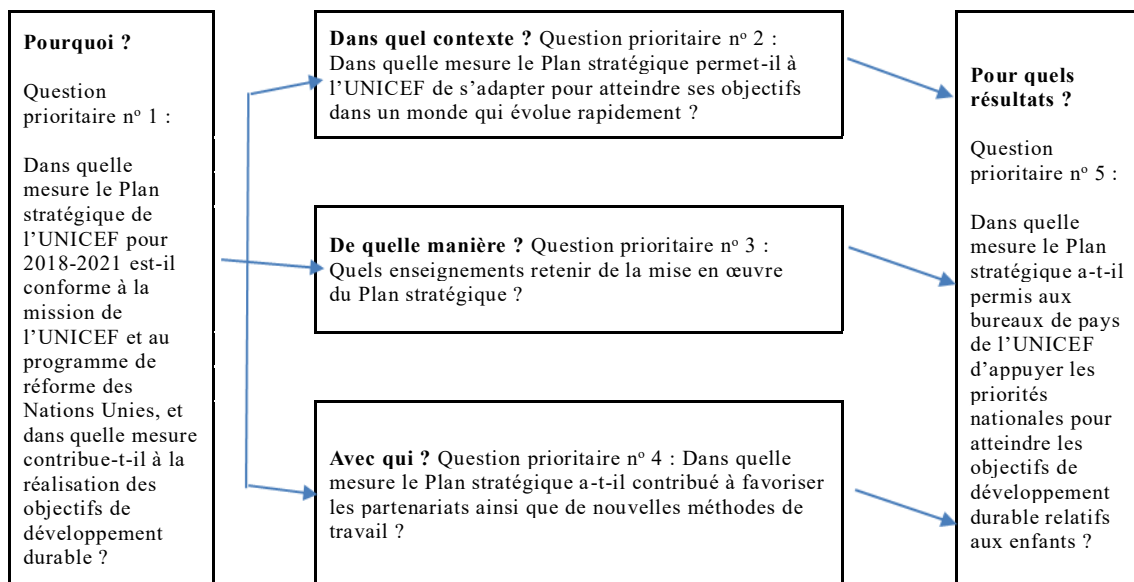 Pourquoi ?
Question
prioritaire nº 1 :
Dans quelle
mesure le Plan
stratégique de
l’UNICEF pour
2018-2021 est-il
conforme à la
mission de
l’UNICEF et au
programme de
réforme des
Nations Unies, et
dans quelle mesure
contribue-t-il à la
réalisation des
objectifs de
développement
durable ?
Dans quel contexte ? Question prioritaire nº 2 :
Dans quelle mesure le Plan stratégique permet-il à
l’UNICEF de s’adapter pour atteindre ses objectifs
dans un monde qui évolue rapidement ?
De quelle manière ? Question prioritaire nº 3 :
Quels enseignements retenir de la mise en œuvre
du Plan stratégique ?
Avec qui ? Question prioritaire nº 4 : Dans quelle
mesure le Plan stratégique a-t-il contribué à favoriser
les partenariats ainsi que de nouvelles méthodes de
travail ?
Pour quels
résultats ?
Question
prioritaire nº 5 :
Dans quelle
mesure le Plan
stratégique a-t-il
permis aux
bureaux de pays
de l’UNICEF
d’appuyer les
priorités
nationales pour
atteindre les
objectifs de
développement
durable relatifs
aux enfants ?